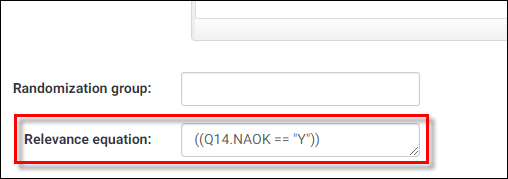 Randomization group:
Relevance equation: ((Q14.NAOK == "Y"))